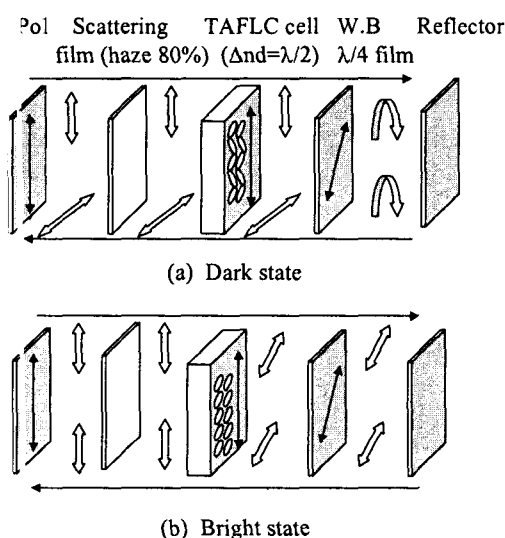 Pol Scattering TAFLC cell W.B Reflector
film (haze 80%) (Δnd=λ/2) λ/4 film
(a) Dark state
(b) Bright state